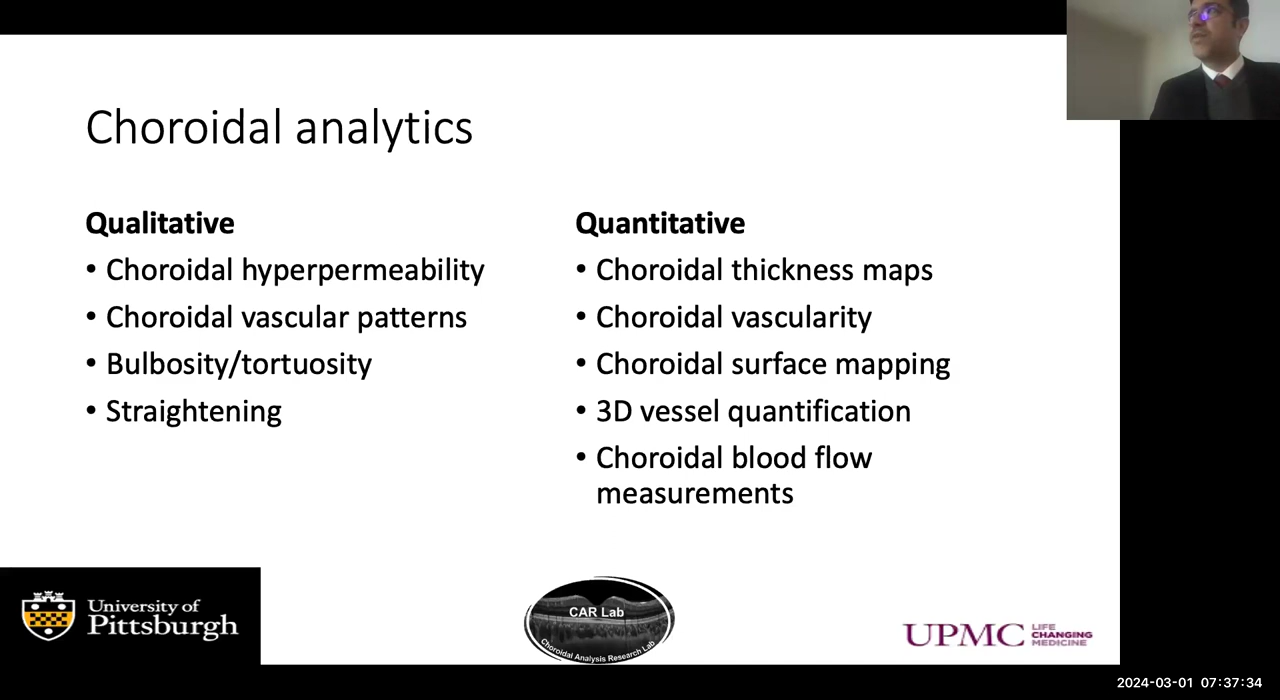 Choroidal analytics
Qualitative
• Choroidal hyperpermeability
• Choroidal vascular patterns
• Bulbosity/tortuosity
• Straightening
Quantitative
• Choroidal thickness maps
• Choroidal vascularity
• Choroidal surface mapping
• 3D vessel quantification
• Choroidal blood flow
measurements
University of
Pittsburgh
CAR Lab
Choroidal Analysis Research Lab
UPMC LIFE
CHANGING
MEDICINE
2024-03-01 07:37:34